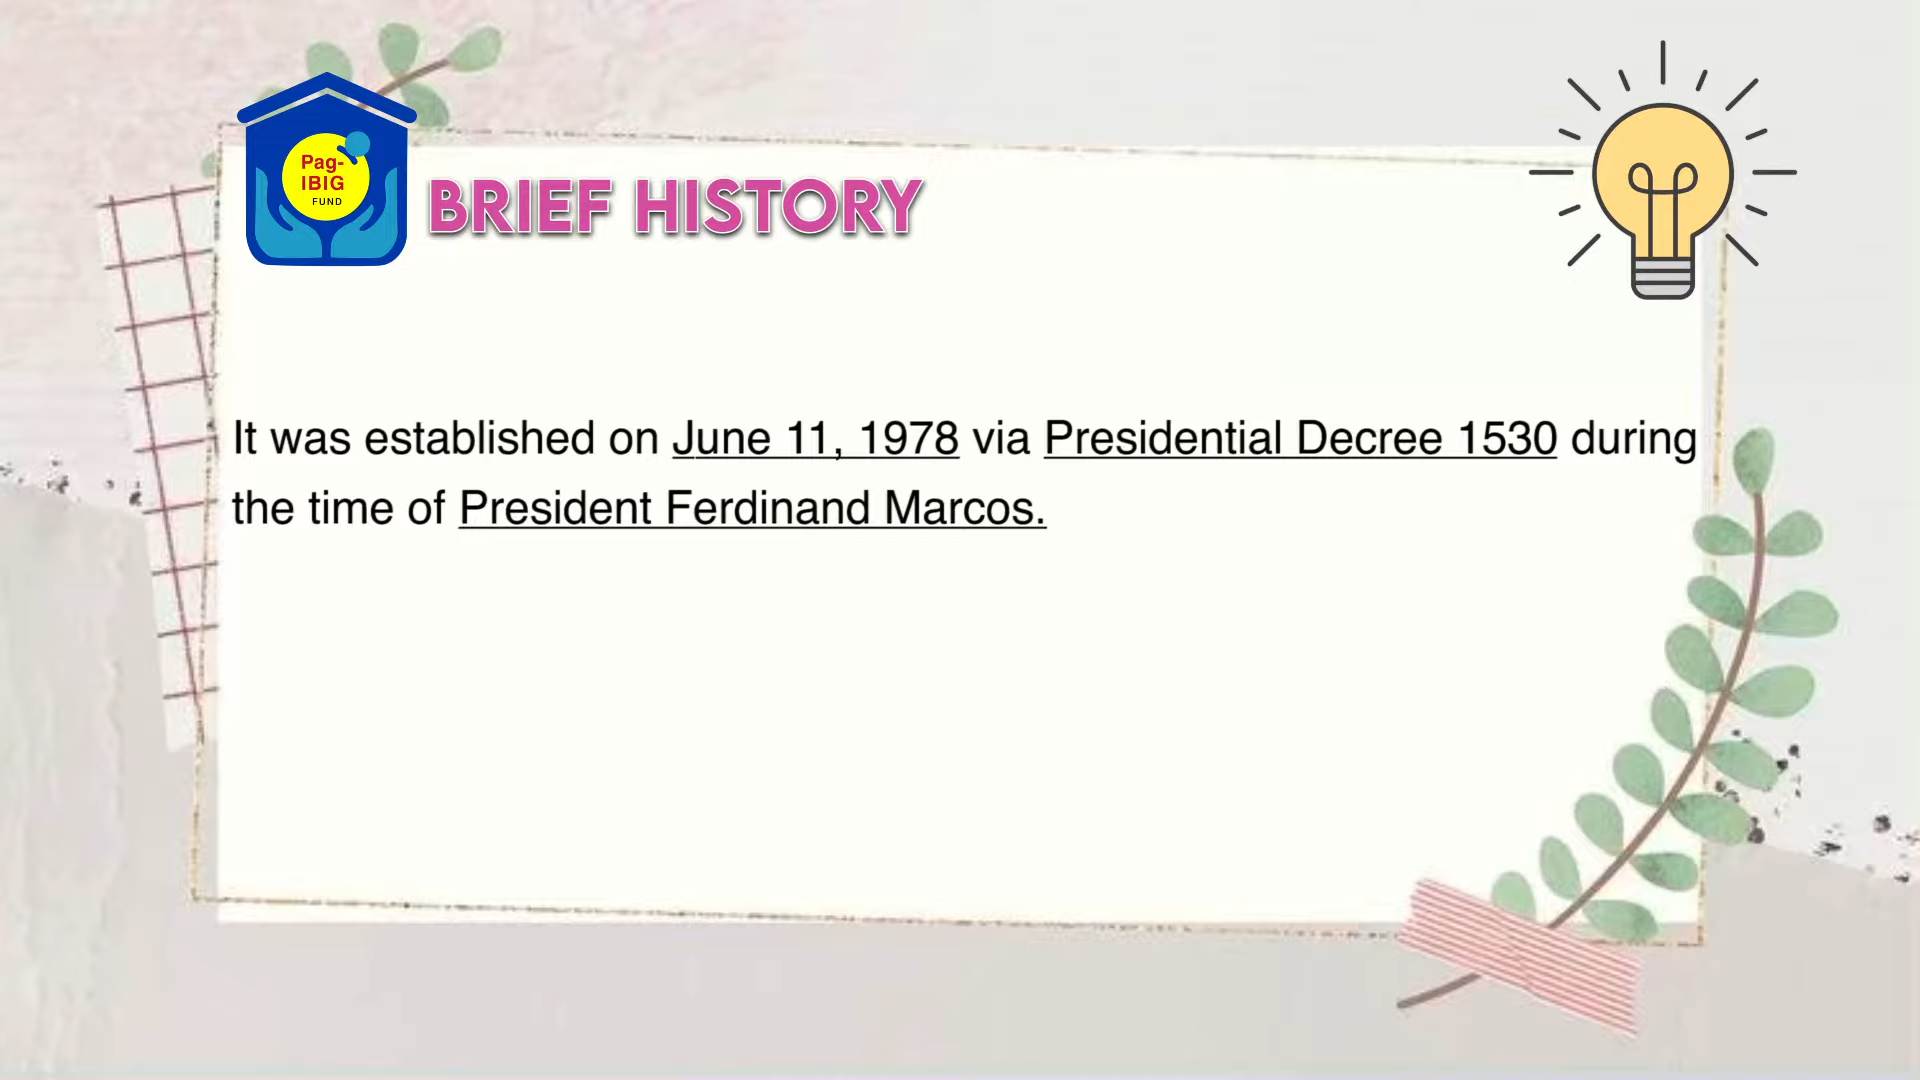 Pag-
IBIG
FUND
BRIEF HISTORY
It was established on June 11, 1978 via Presidential Decree 1530 during
the time of President Ferdinand Marcos.